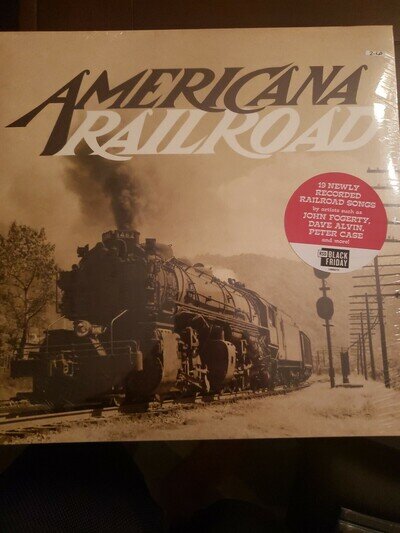 AMERICANA
RAILROAD
19 NEWLY
RECORDED
RAILROAD SONGS
by artists such as
JOHN FOGERTY,
DAVE ALVIN,
PETER CASE
and more!
BLACK
FRIDAY